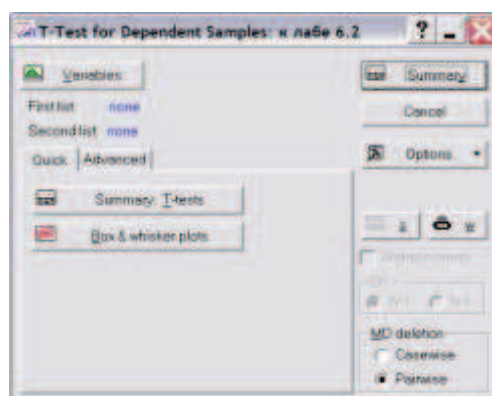 T-Test for Dependent Samples: к лабе 6.2
Variables
First list none
Second list none
Quick Advanced
Summary: T-tests
Box & whisker plots
Summary
Cancel
Options
MD deletion
Casewise
Pairwise